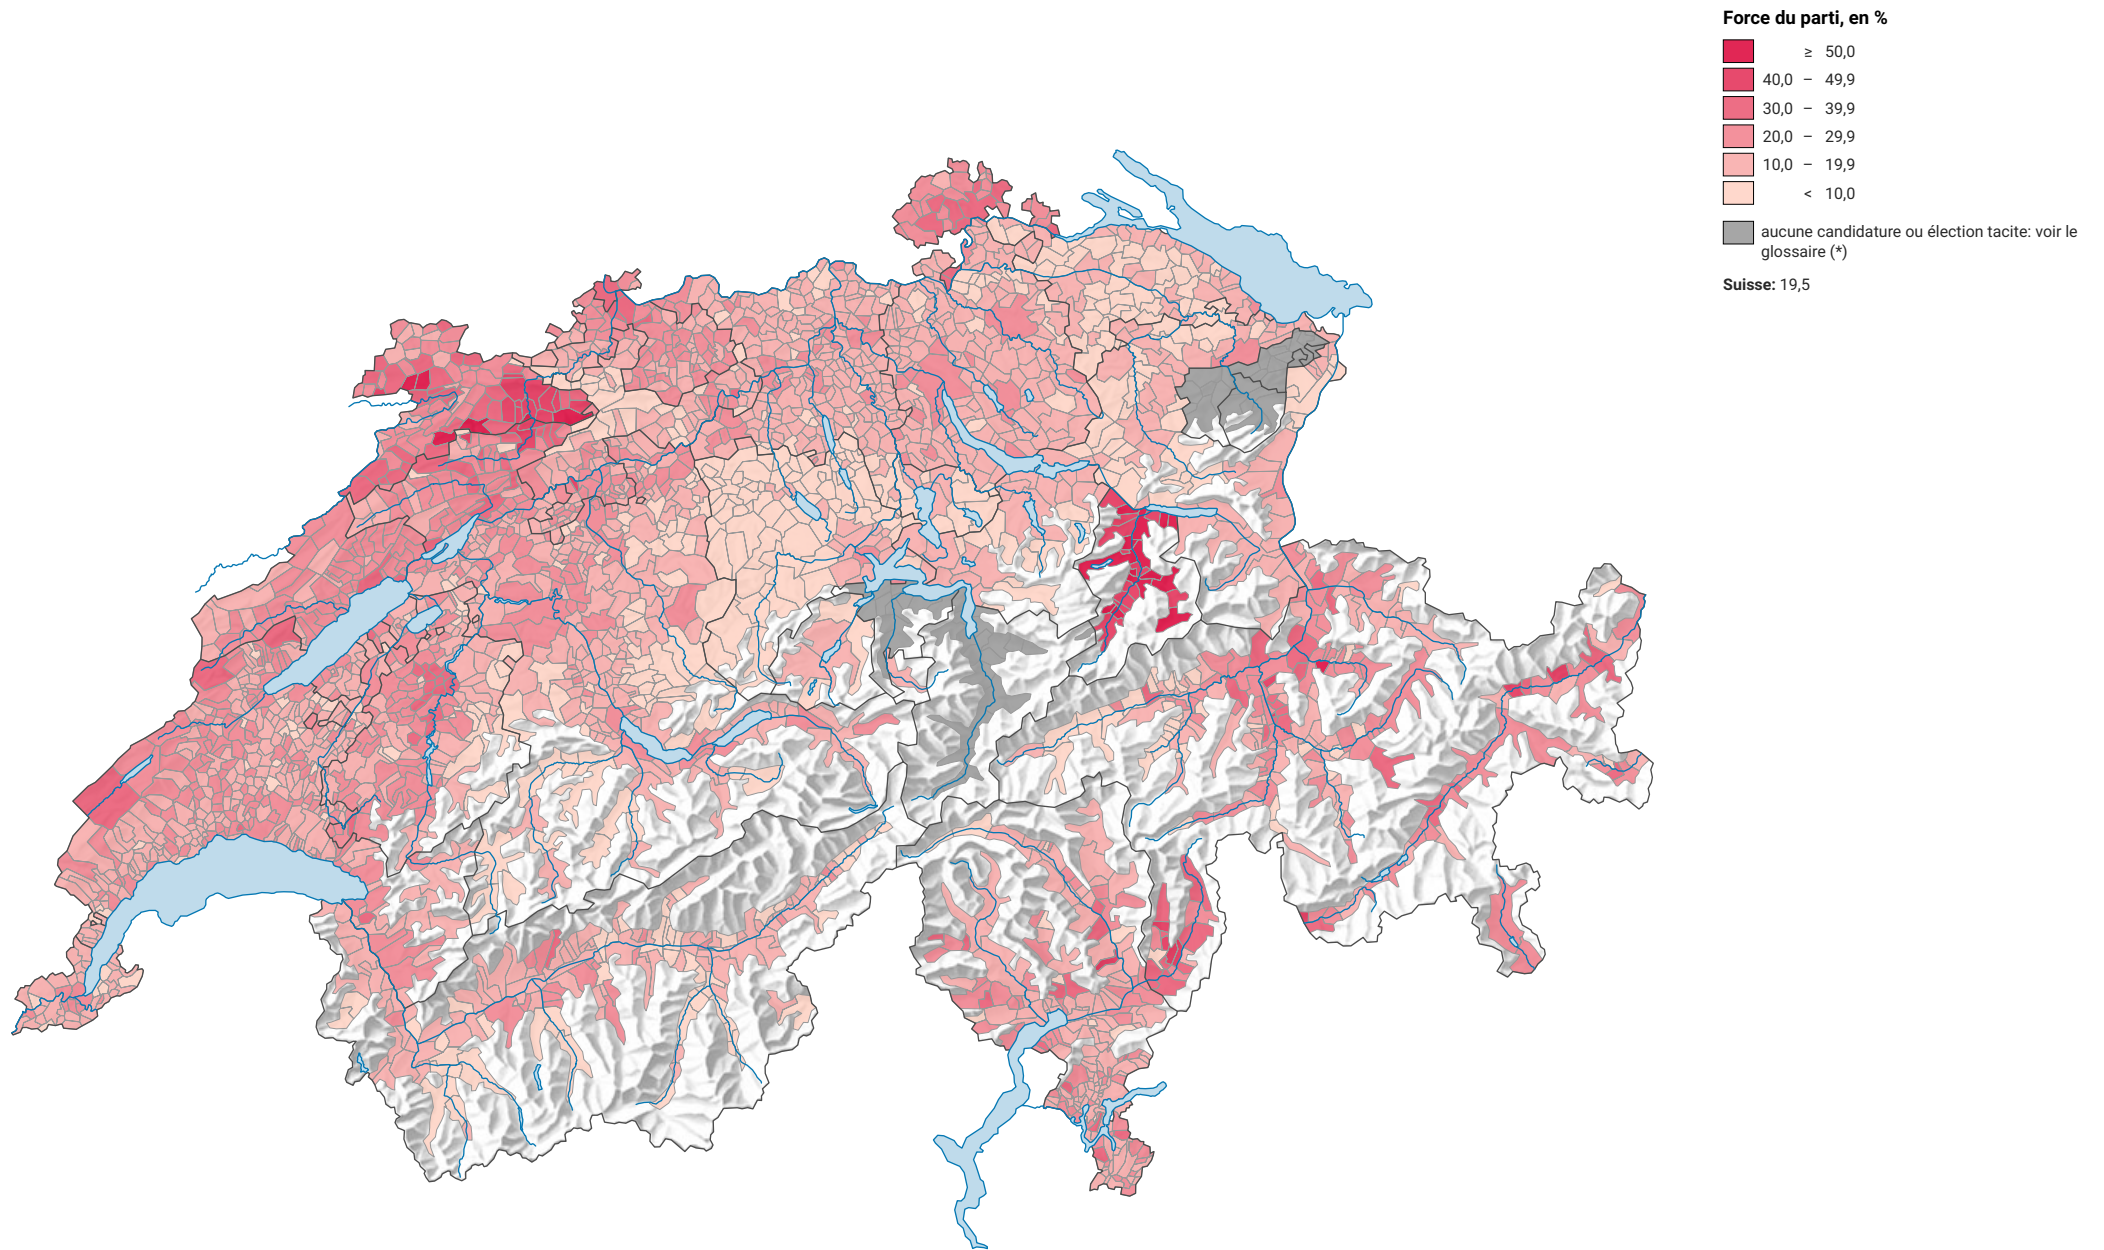 Force du parti, en %
≥ 50,0
40,0 – 49,9
30,0 – 39,9
20,0 – 29,9
10,0 – 19,9
< 10,0
aucune candidature ou élection tacite: voir le
glossaire (*)
Suisse: 19,5